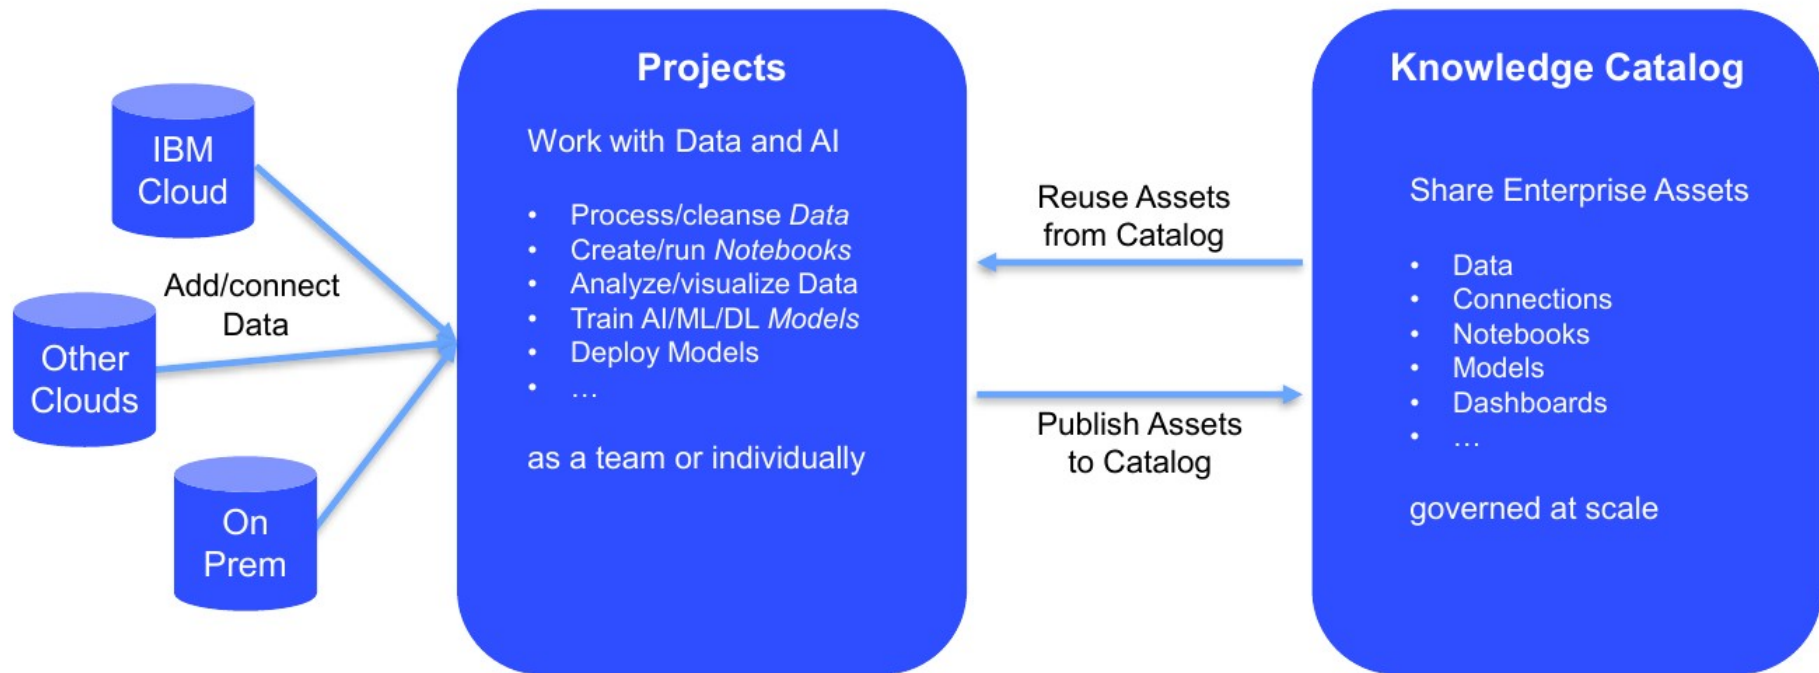 IBM
Cloud
Add/connect
Data
Other
Clouds
On
Prem
Projects
Work with Data and AI
• Process/cleanse Data
• Create/run Notebooks
• Analyze/visualize Data
• Train AI/ML/DL Models
• Deploy Models
• …
as a team or individually
Reuse Assets
from Catalog
Publish Assets
to Catalog
Knowledge Catalog
Share Enterprise Assets
• Data
• Connections
• Notebooks
• Models
• Dashboards
• …
governed at scale